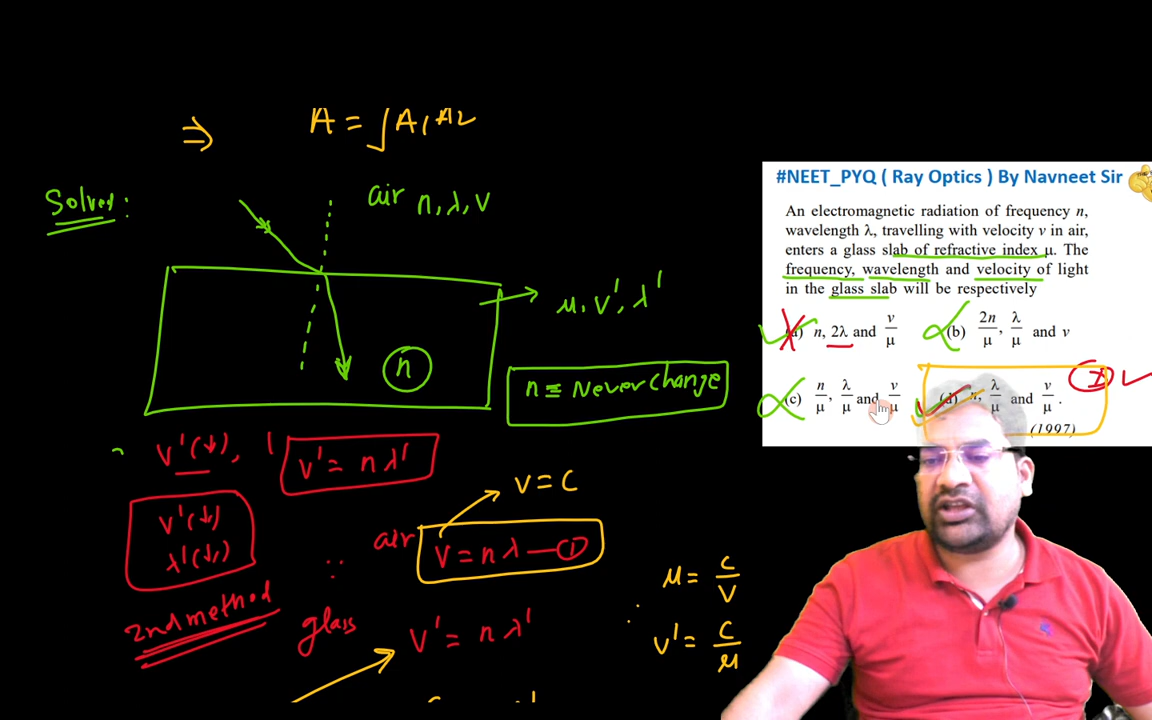 ⇒ A = ∫A1A2
Solved:
air n, λ, v
μ, v', λ'
n
n = Never change
v'(↓), v' = nλ'
v'(↓)
λ'(↓)
2nd method
v = c
air v = nλ —①
∵
glass v' = nλ'
μ = c/v
v' = c/μ
#NEET_PYQ ( Ray Optics ) By Navneet Sir
An electromagnetic radiation of frequency n,
wavelength λ, travelling with velocity v in air,
enters a glass slab of refractive index μ. The
frequency, wavelength and velocity of light
in the glass slab will be respectively
(a) n, 2λ and v/μ (b) 2n/μ, λ/μ and v
(c) n/μ, λ/μ and v/μ (d) n, λ/μ and v/μ.
(1997)